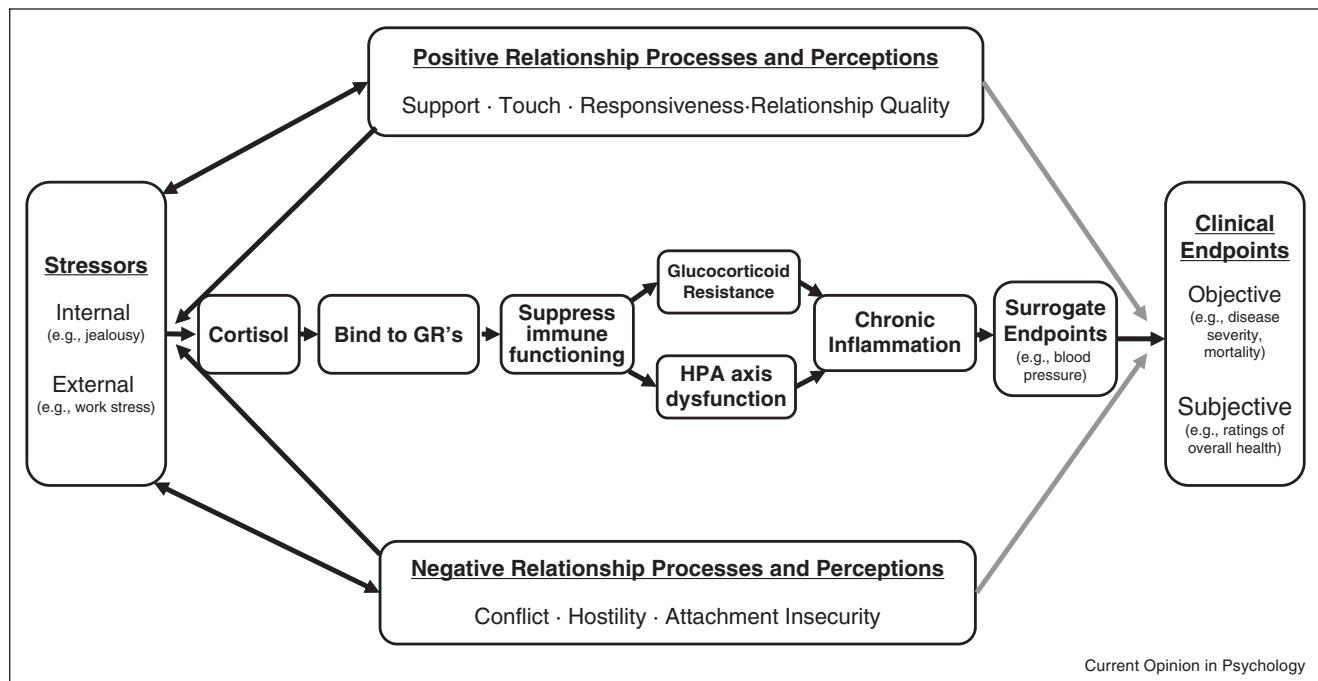 Positive Relationship Processes and Perceptions
Support · Touch · Responsiveness·Relationship Quality
Stressors
Internal
(e.g., jealousy)
External
(e.g., work stress)
Cortisol
Bind to GR's
Suppress
immune
functioning
Glucocorticoid
Resistance
HPA axis
dysfunction
Chronic
Inflammation
Surrogate
Endpoints
(e.g., blood
pressure)
Clinical
Endpoints
Objective
(e.g., disease
severity,
mortality)
Subjective
(e.g., ratings of
overall health)
Negative Relationship Processes and Perceptions
Conflict · Hostility · Attachment Insecurity
Current Opinion in Psychology